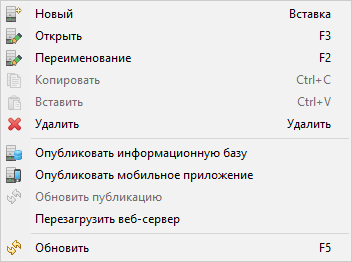 Новый Вставка
Открыть F3
Переименование F2
Копировать Ctrl+C
Вставить Ctrl+V
Удалить Удалить
Опубликовать информационную базу
Опубликовать мобильное приложение
Обновить публикацию
Перезагрузить веб-сервер
Обновить F5